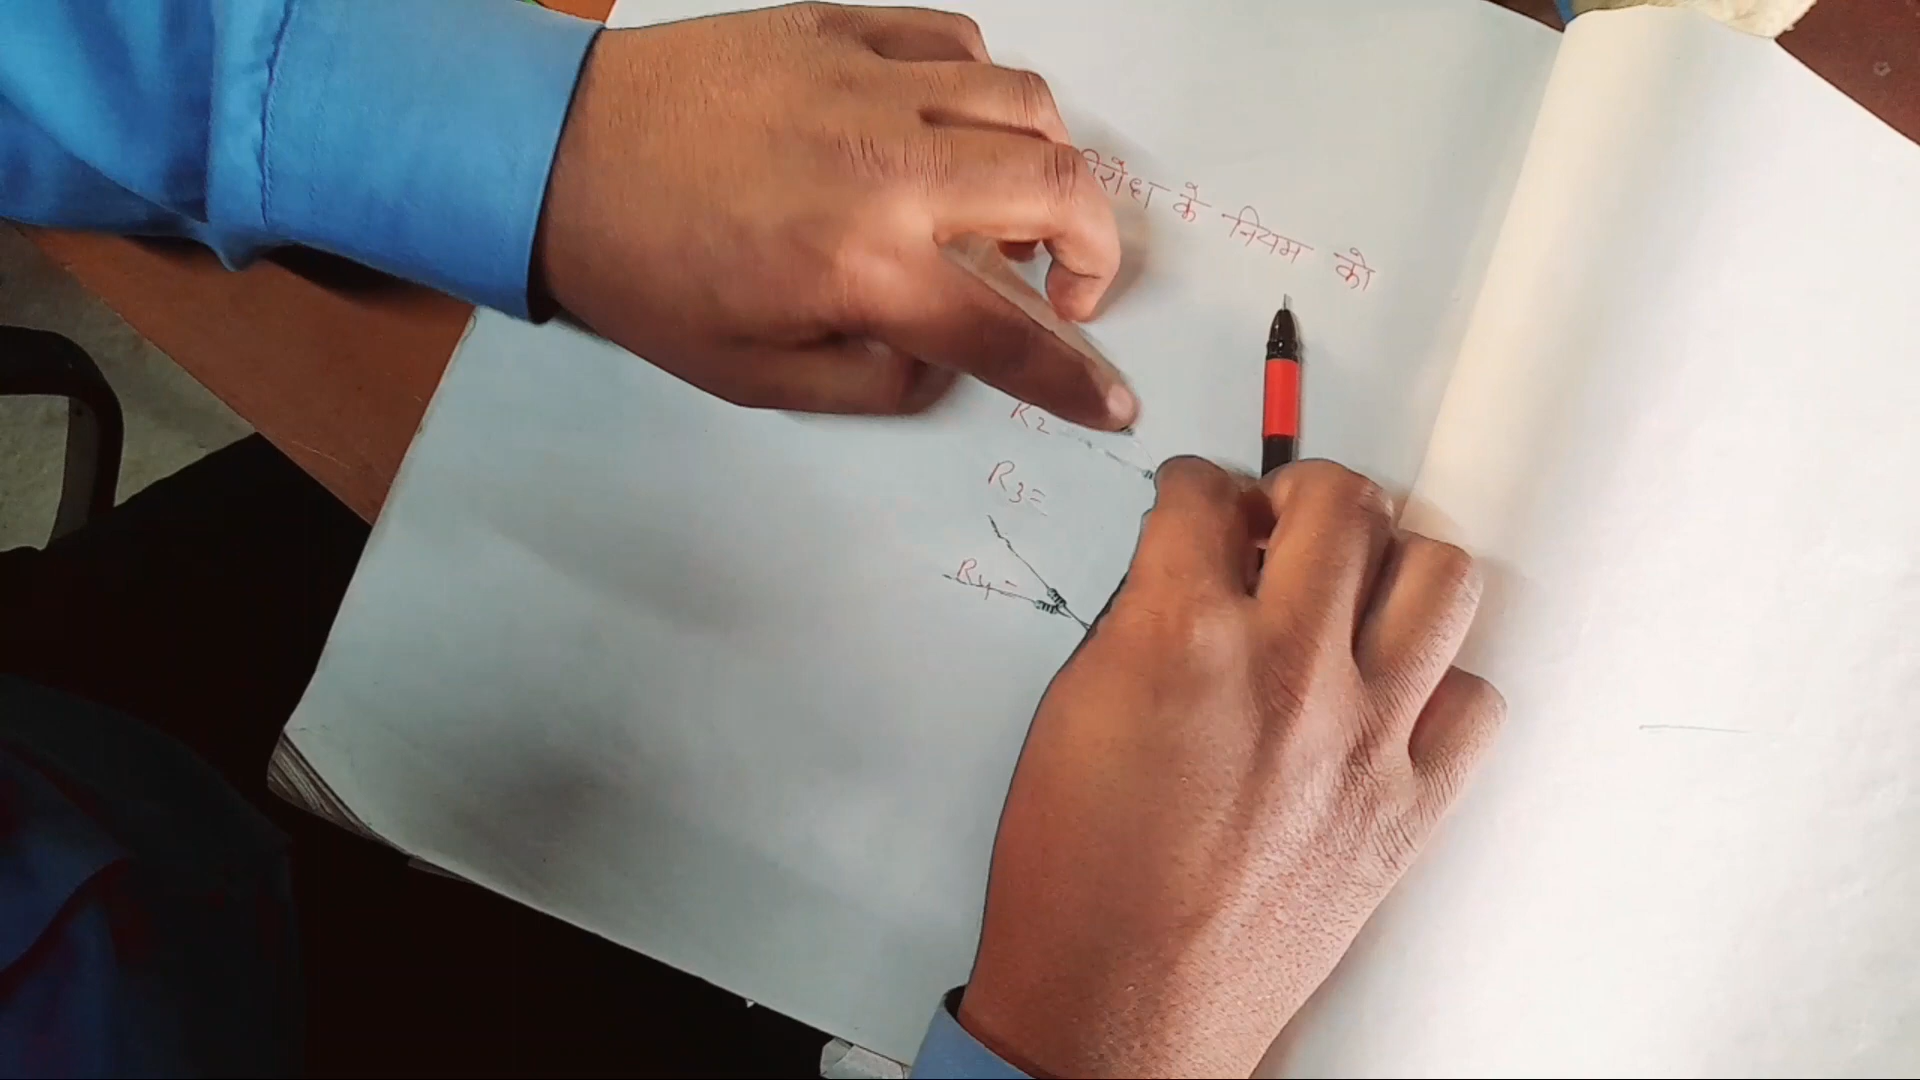 के नियम को
R2
R3=
R4=